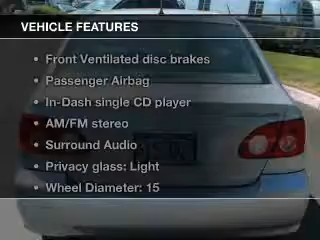 VEHICLE FEATURES
• Front Ventilated disc brakes
• Passenger Airbag
• In-Dash single CD player
• AM/FM stereo
• Surround Audio
• Privacy glass: Light
• Wheel Diameter: 15